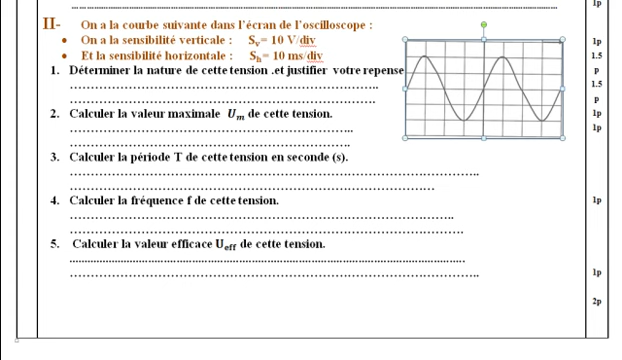 1p
II- On a la courbe suivante dans l'écran de l'oscilloscope :
• On a la sensibilité verticale : Sv= 10 V/div
1p
• Et la sensibilité horizontale : Sh= 10 ms/div
1.5
1. Déterminer la nature de cette tension .et justifier votre repense
p
1.5
p
2. Calculer la valeur maximale Um de cette tension.
1p
1p
3. Calculer la période T de cette tension en seconde (s).
4. Calculer la fréquence f de cette tension.
1p
5. Calculer la valeur efficace Ueff de cette tension.
1p
2p